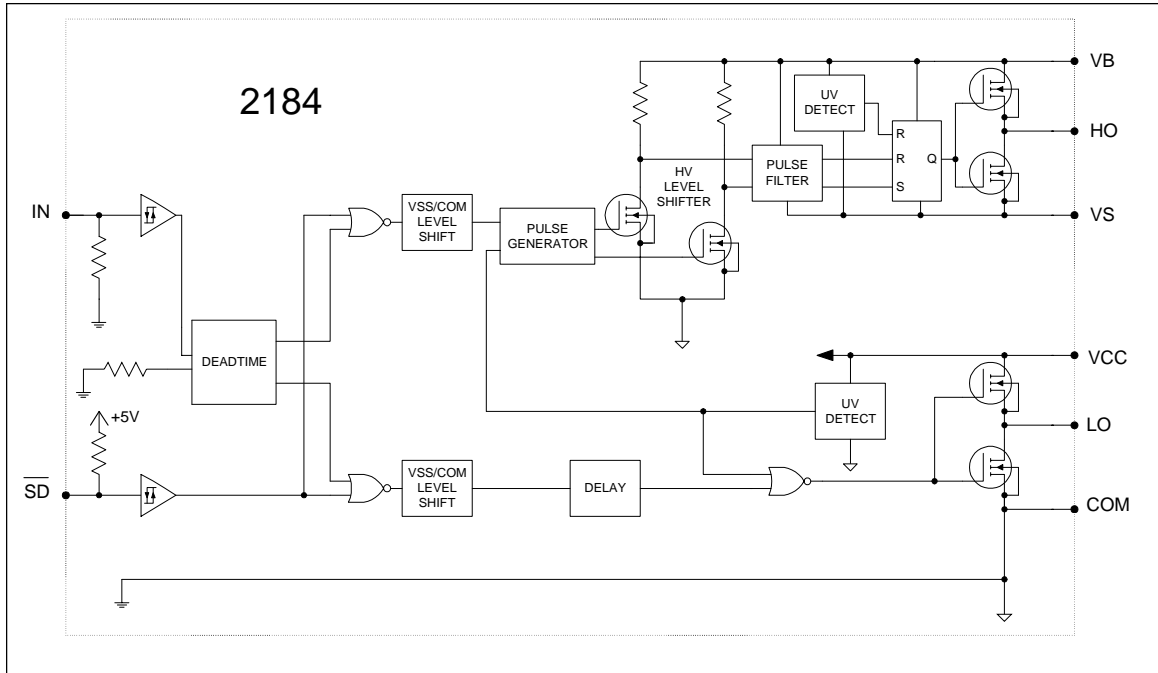 2184
VB
UV
DETECT
R
R
Q
S
HO
PULSE
FILTER
HV
LEVEL
SHIFTER
VS
IN
VSS/COM
LEVEL
SHIFT
PULSE
GENERATOR
DEADTIME
VCC
UV
DETECT
+5V
LO
SD
VSS/COM
LEVEL
SHIFT
DELAY
COM